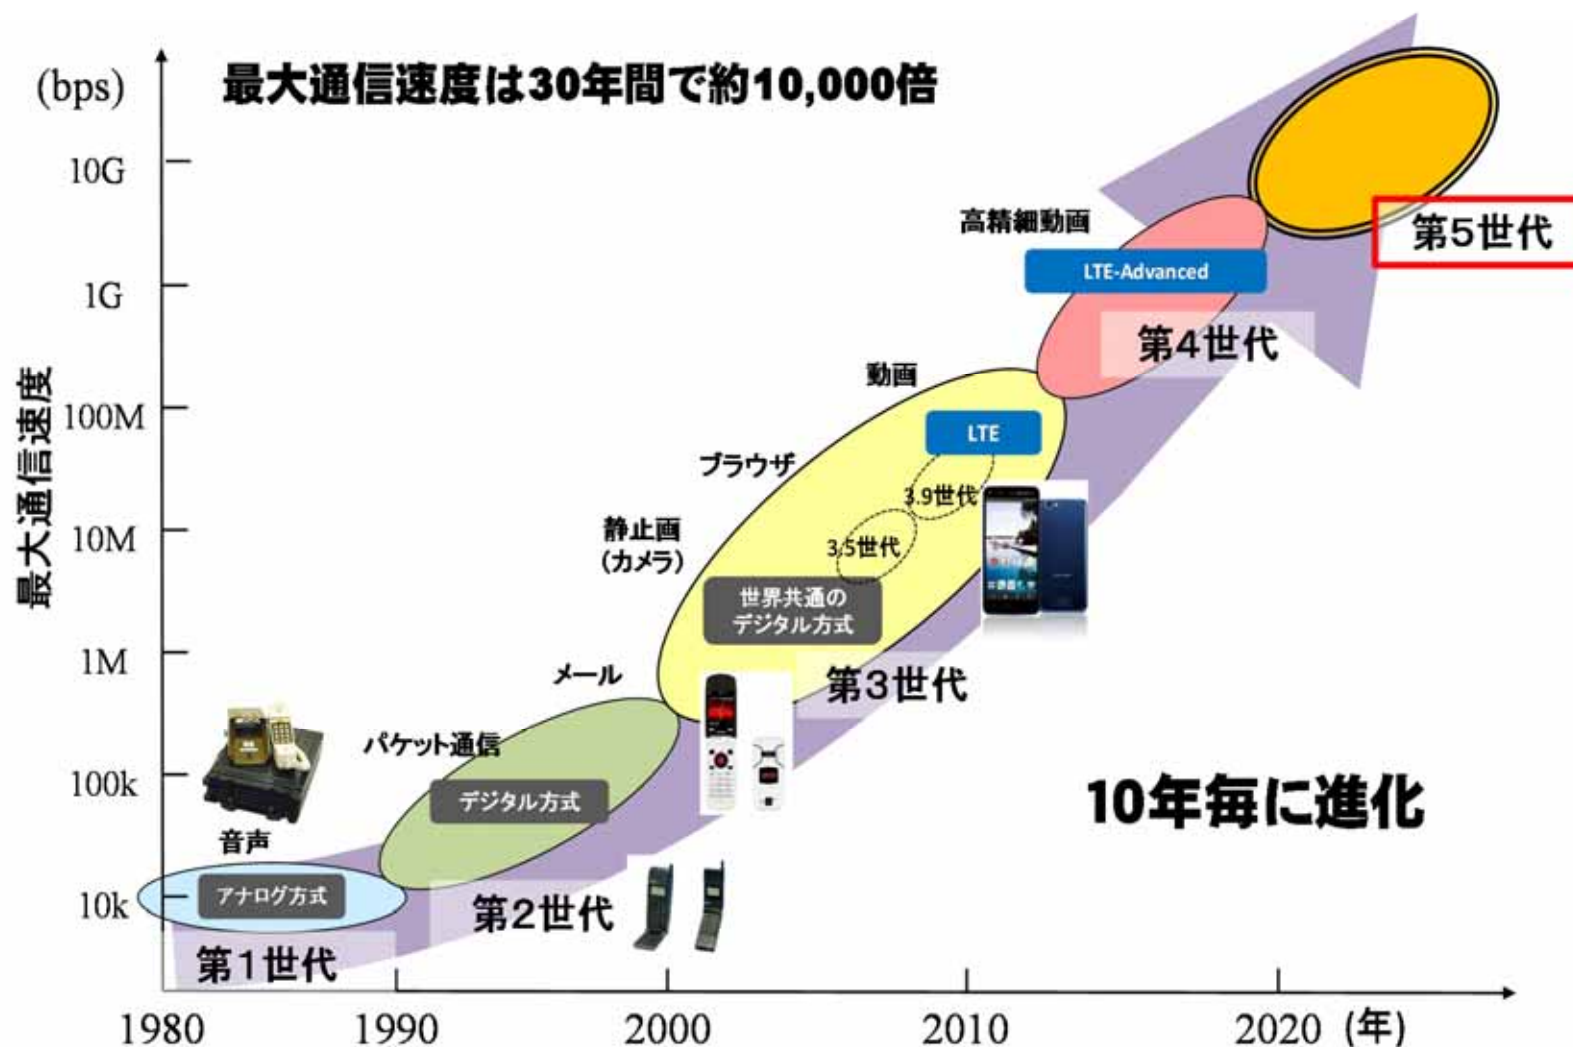 (bps)
最大通信速度は30年間で約10,000倍
10G
1G
100M
10M
1M
100k
10k
最大通信速度
第5世代
高精細動画
LTE-Advanced
第4世代
動画
LTE
ブラウザ
3.9世代
静止画
(カメラ)
3.5世代
世界共通の
デジタル方式
第3世代
メール
パケット通信
デジタル方式
10年毎に進化
音声
アナログ方式
第2世代
第1世代
1980
1990
2000
2010
2020
(年)